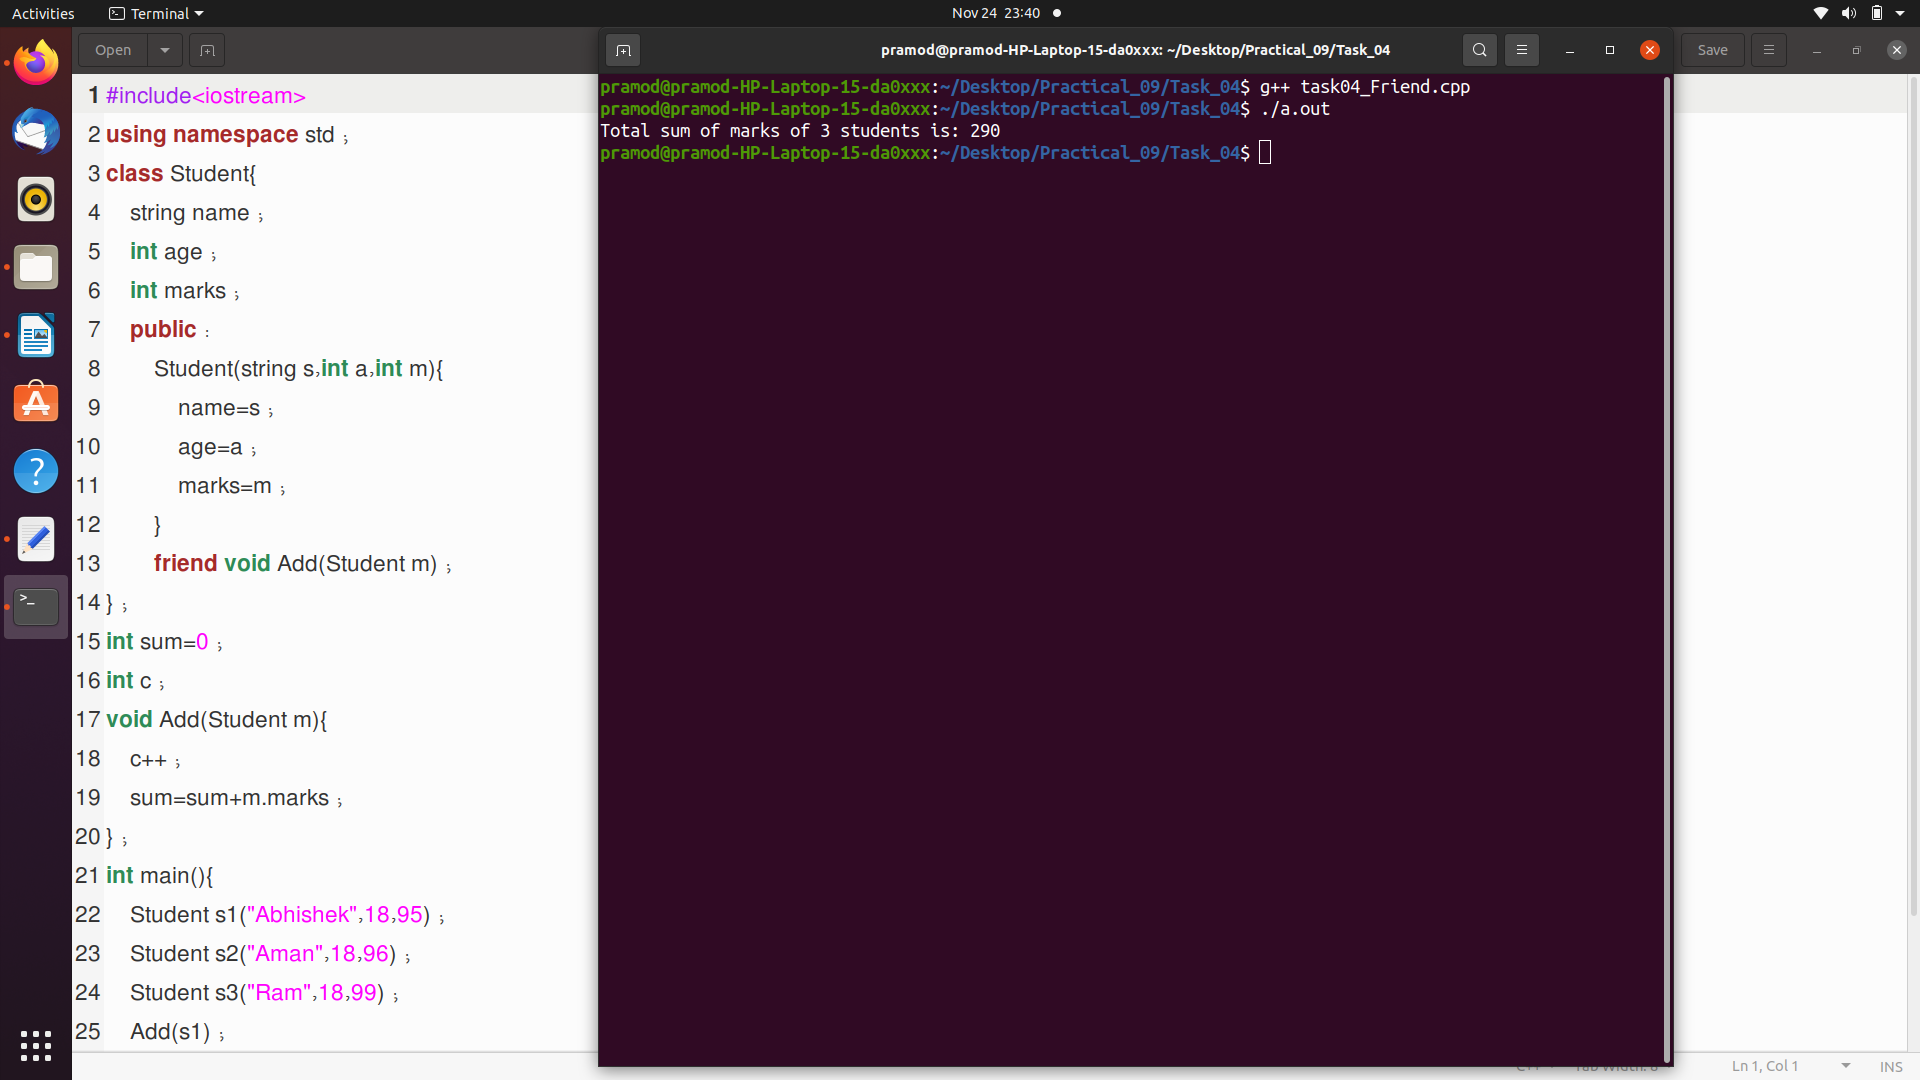 Activities
Terminal
Nov 24 23:40
Open
pramod@pramod-HP-Laptop-15-da0xxx: ~/Desktop/Practical_09/Task_04
Save
1 #include<iostream>
2 using namespace std ;
3 class Student{
4 string name ;
5 int age ;
6 int marks ;
7 public :
8 Student(string s,int a,int m){
9 name=s ;
10 age=a ;
11 marks=m ;
12 }
13 friend void Add(Student m) ;
14 } ;
15 int sum=0 ;
16 int c ;
17 void Add(Student m){
18 c++ ;
19 sum=sum+m.marks ;
20 } ;
21 int main(){
22 Student s1("Abhishek",18,95) ;
23 Student s2("Aman",18,96) ;
24 Student s3("Ram",18,99) ;
25 Add(s1) ;
pramod@pramod-HP-Laptop-15-da0xxx:~/Desktop/Practical_09/Task_04$ g++ task04_Friend.cpp
pramod@pramod-HP-Laptop-15-da0xxx:~/Desktop/Practical_09/Task_04$ ./a.out
Total sum of marks of 3 students is: 290
pramod@pramod-HP-Laptop-15-da0xxx:~/Desktop/Practical_09/Task_04$
Ln 1, Col 1
INS